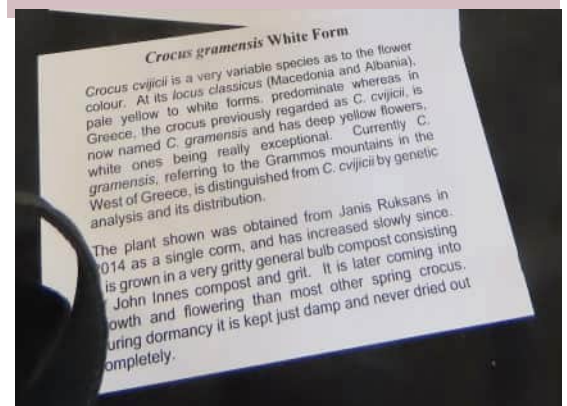 Crocus gramensis White Form
Crocus cvijicii is a very variable species as to the flower
colour. At its locus classicus (Macedonia and Albania),
pale yellow to white forms, predominate whereas in
Greece, the crocus previously regarded as C. cvijicii, is
now named C. gramensis and has deep yellow flowers,
white ones being really exceptional. Currently C.
gramensis, referring to the Grammos mountains in the
West of Greece, is distinguished from C. cvijicii by genetic
analysis and its distribution.
The plant shown was obtained from Janis Ruksans in
014 as a single corm, and has increased slowly since.
is grown in a very gritty general bulb compost consisting
John Innes compost and grit. It is later coming into
owth and flowering than most other spring crocus.
uring dormancy it is kept just damp and never dried out
ompletely.